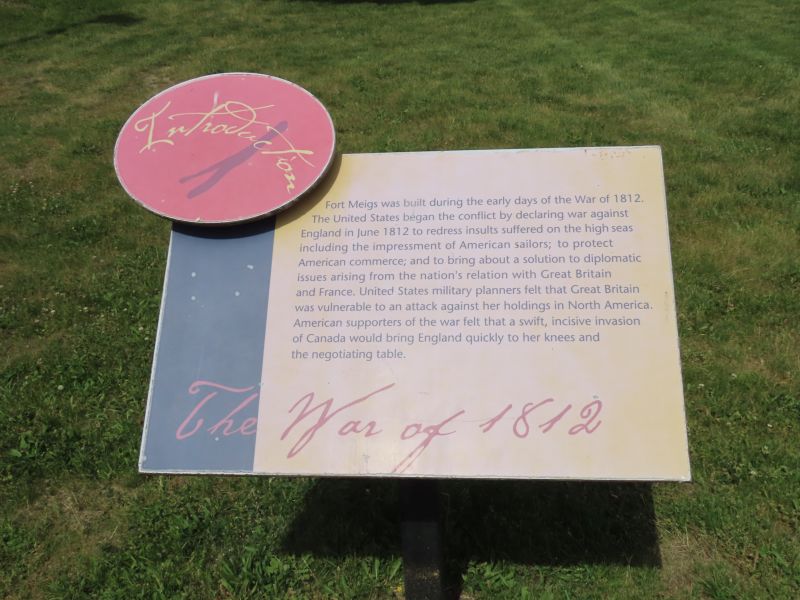 Introduction
Fort Meigs was built during the early days of the War of 1812.
The United States began the conflict by declaring war against
England in June 1812 to redress insults suffered on the high seas
including the impressment of American sailors; to protect
American commerce; and to bring about a solution to diplomatic
issues arising from the nation's relation with Great Britain
and France. United States military planners felt that Great Britain
was vulnerable to an attack against her holdings in North America.
American supporters of the war felt that a swift, incisive invasion
of Canada would bring England quickly to her knees and
the negotiating table.
The War of 1812